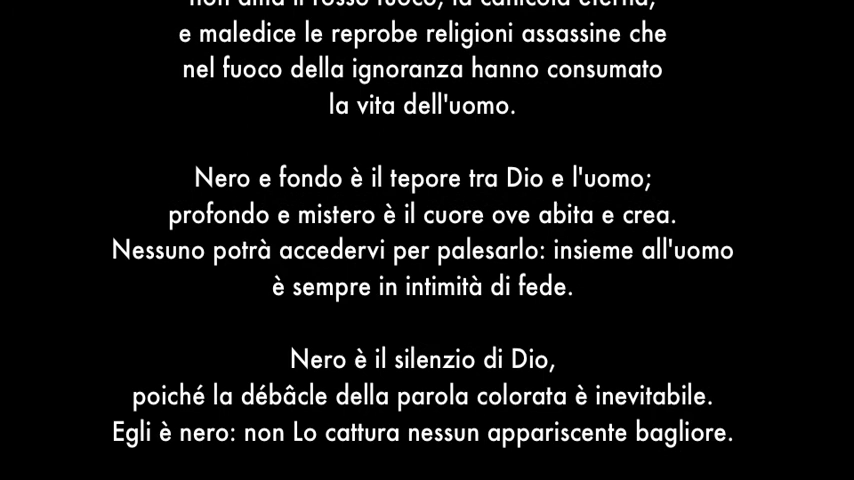 non ama il rosso fuoco, la canicola eterna,
e maledice le reprobe religioni assassine che
nel fuoco della ignoranza hanno consumato
la vita dell'uomo.
Nero e fondo è il tepore tra Dio e l'uomo;
profondo e mistero è il cuore ove abita e crea.
Nessuno potrà accedervi per palesarlo: insieme all'uomo
è sempre in intimità di fede.
Nero è il silenzio di Dio,
poiché la débâcle della parola colorata è inevitabile.
Egli è nero: non Lo cattura nessun appariscente bagliore.